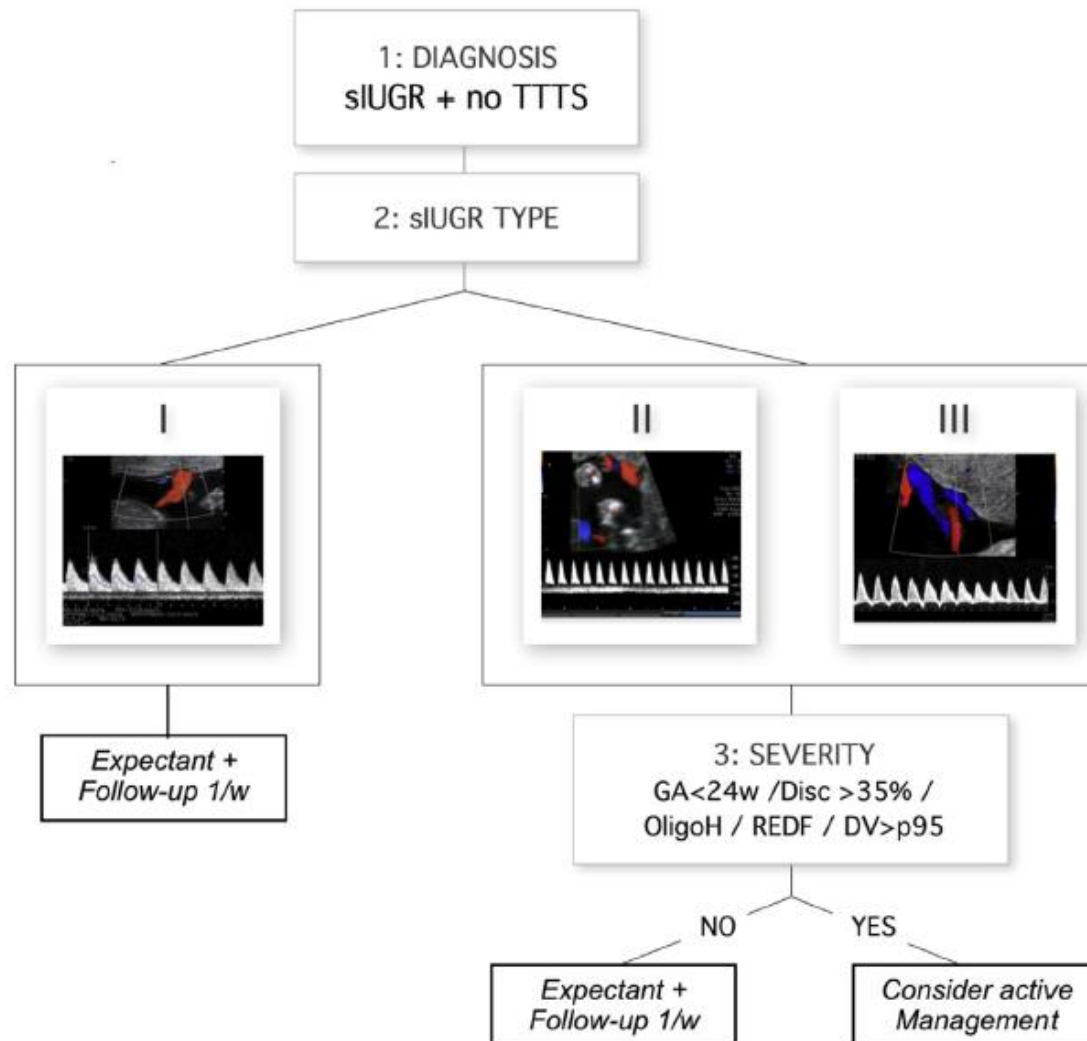 1: DIAGNOSIS
sIUGR + no TTTS
2: sIUGR TYPE
I
II
III
Expectant +
Follow-up 1/w
3: SEVERITY
GA<24w /Disc >35% /
OligoH / REDF / DV>p95
NO
YES
Expectant +
Follow-up 1/w
Consider active
Management